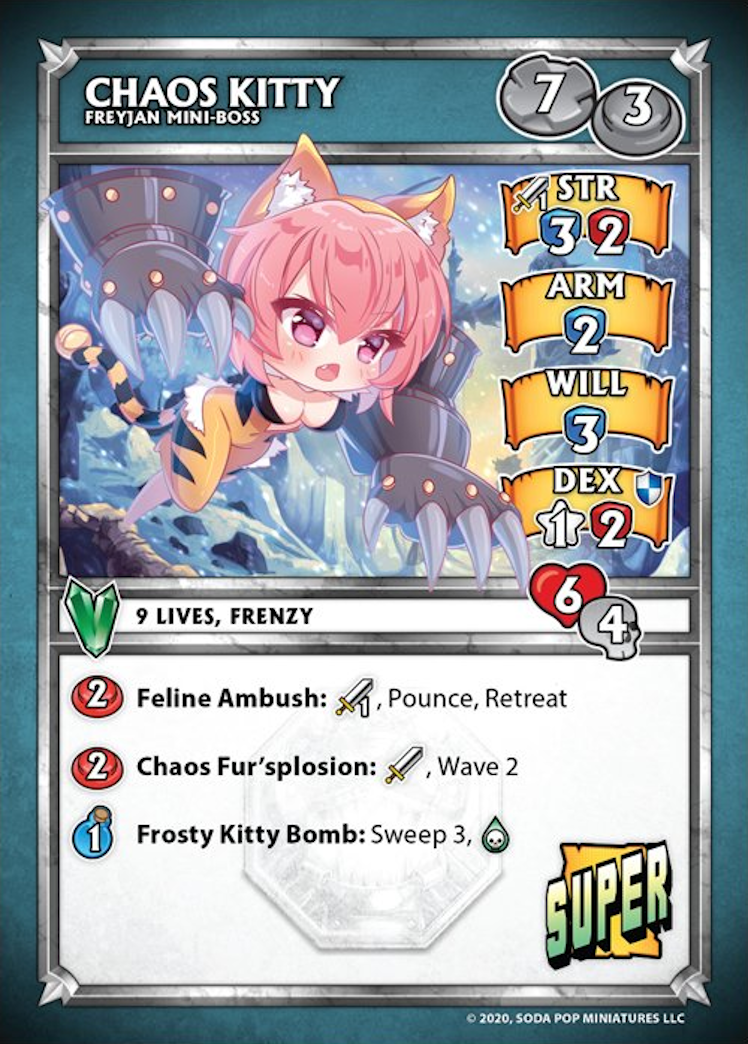 CHAOS KITTY
FREYJAN MINI-BOSS
7 3
1 STR
3 2
ARM
2
WILL
3
DEX
1 2
6
4
9 LIVES, FRENZY
2 Feline Ambush: 1, Pounce, Retreat
2 Chaos Fur'splosion: , Wave 2
1 Frosty Kitty Bomb: Sweep 3,
SUPER
© 2020, SODA POP MINIATURES LLC